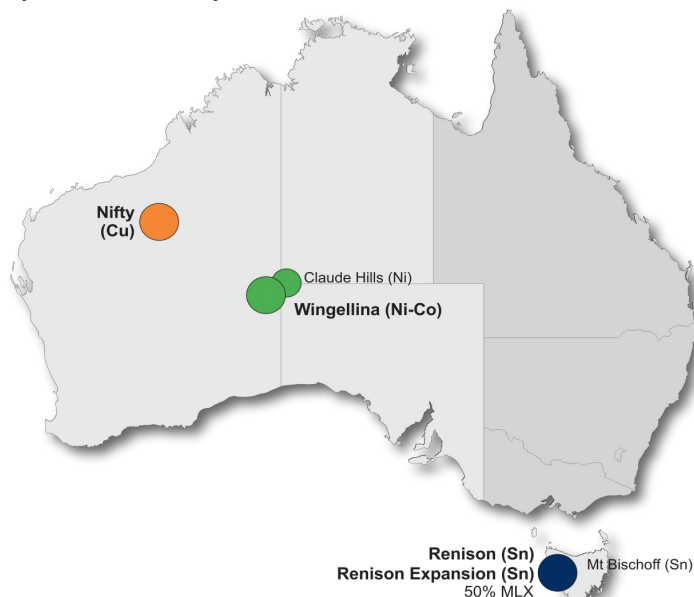 Nifty
(Cu)
Claude Hills (Ni)
Wingellina (Ni-Co)
Renison (Sn)
Mt Bischoff (Sn)
Renison Expansion (Sn)
50% MLX